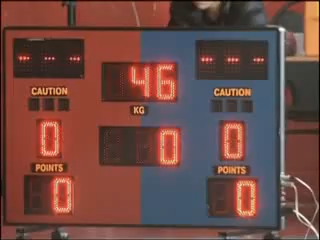 --- ---
46
CAUTION KG CAUTION
0 0 0
POINTS POINTS
0 0